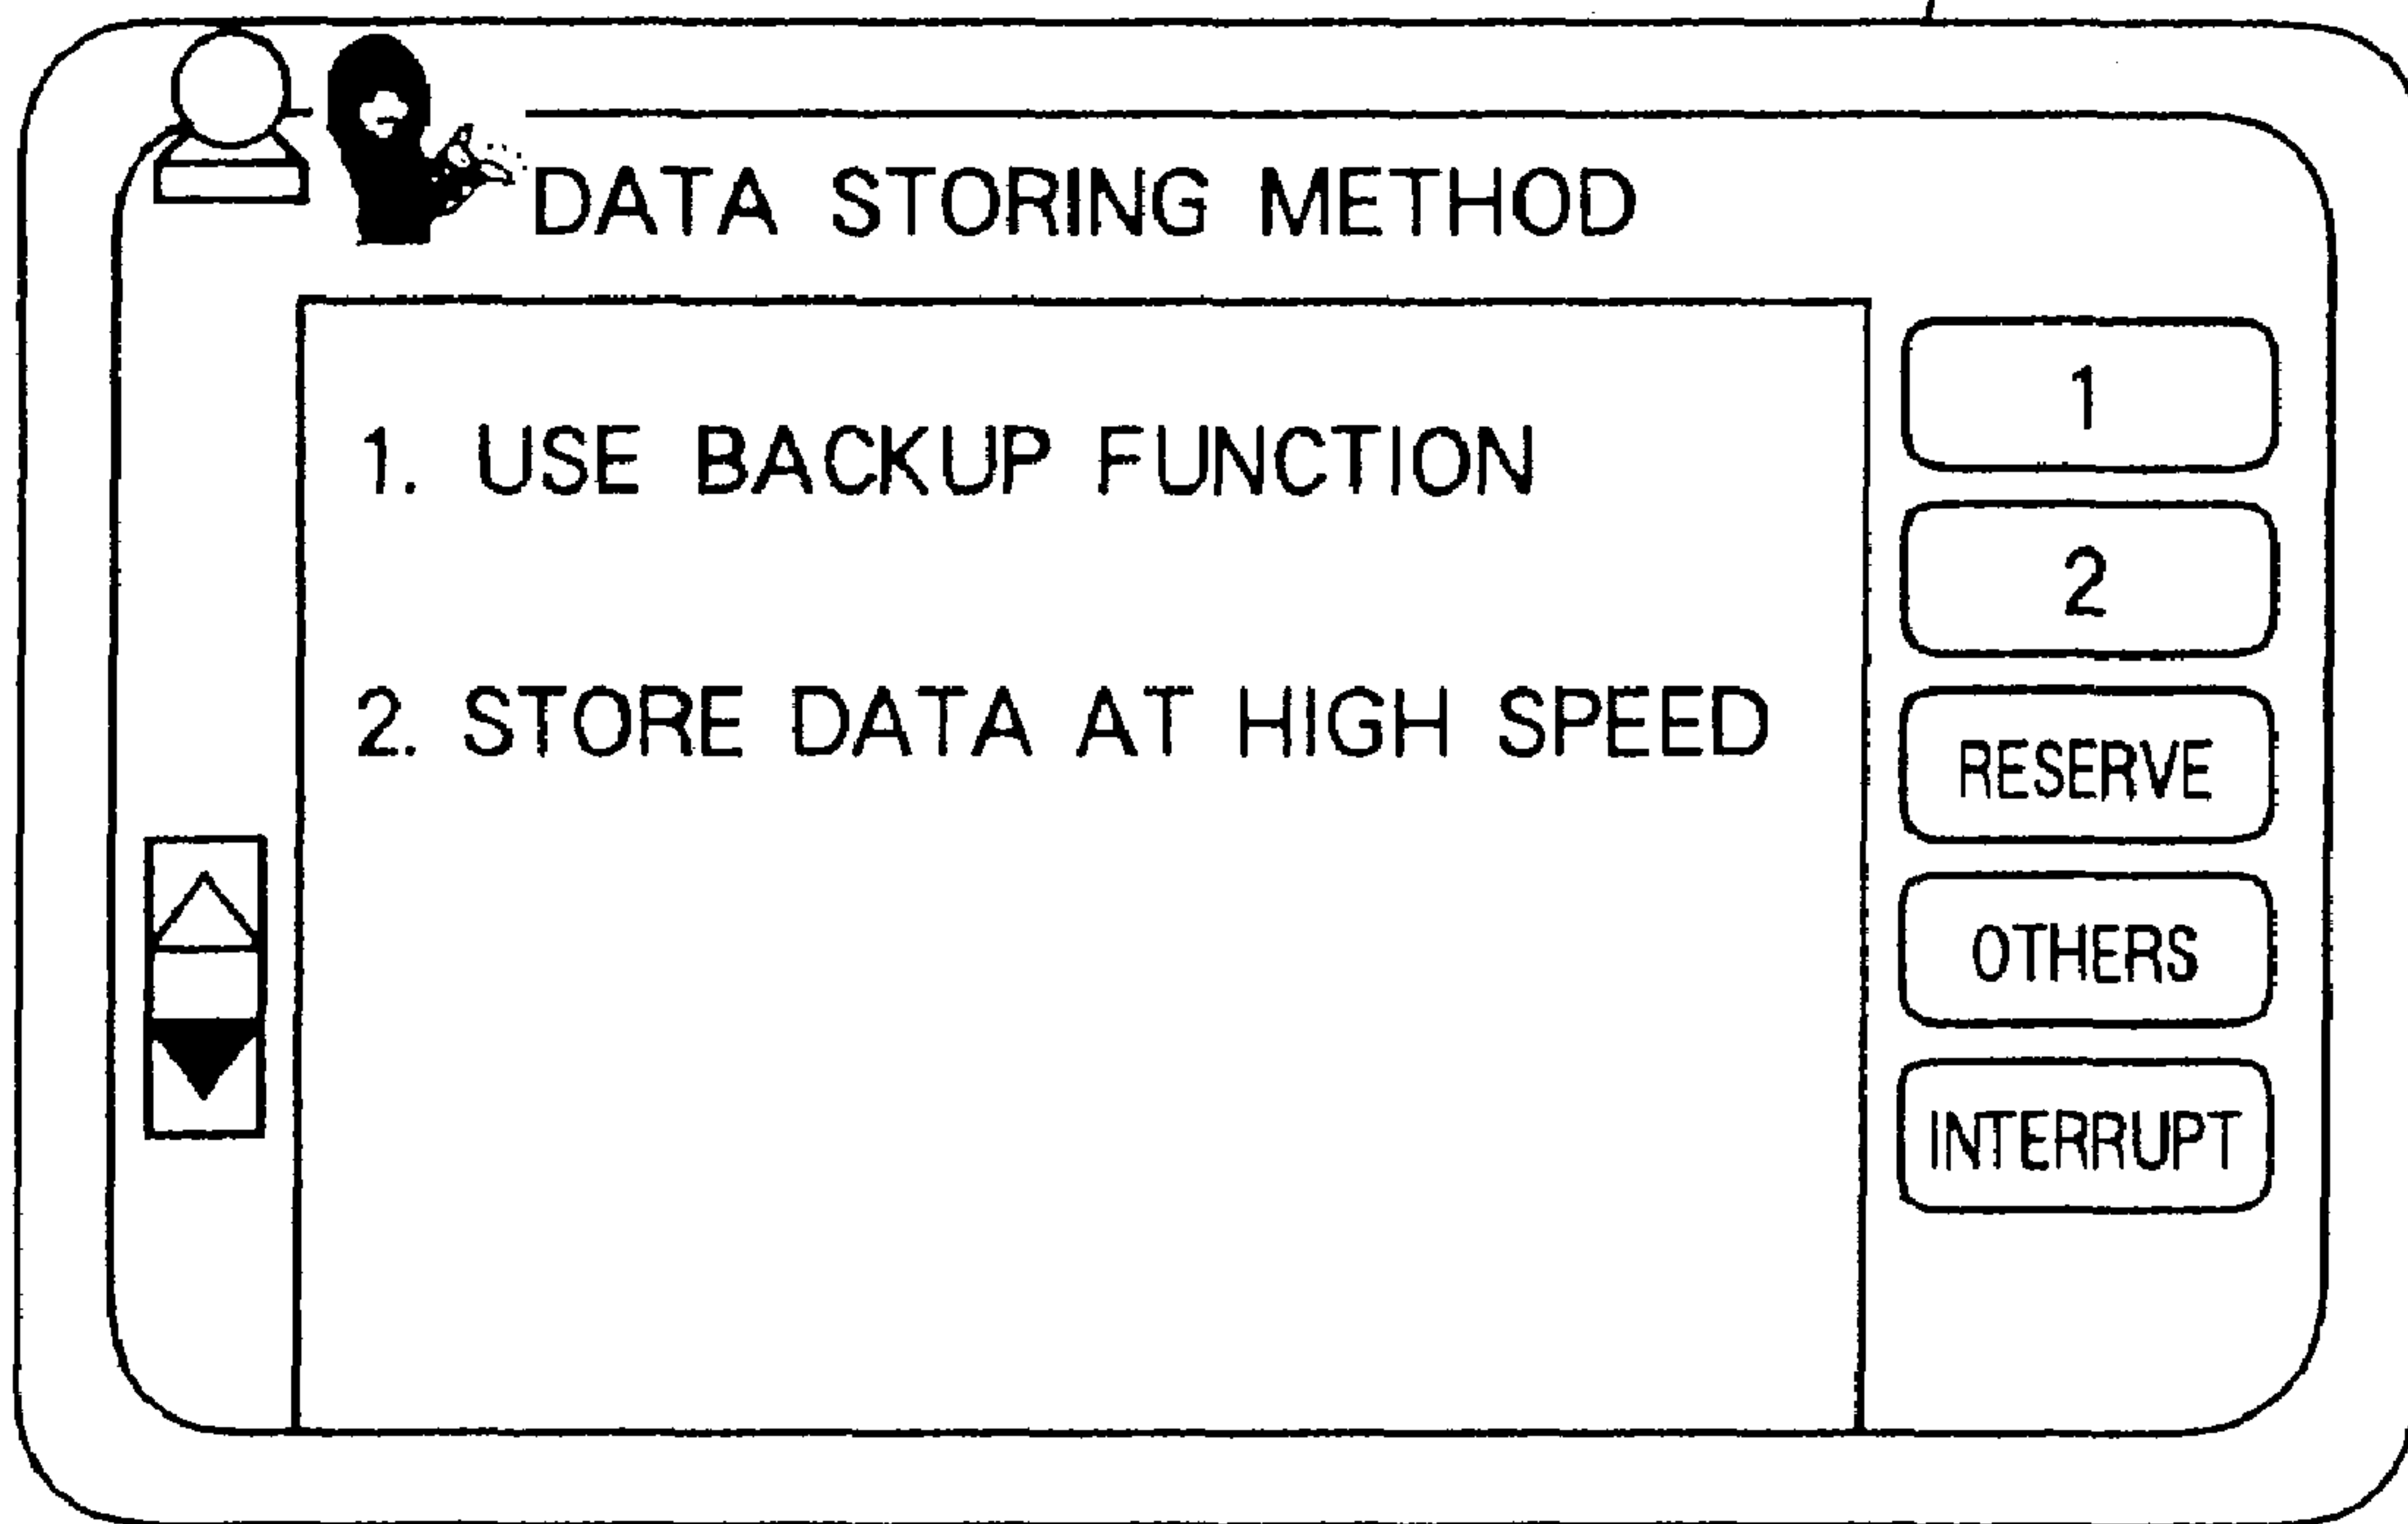 DATA STORING METHOD
1. USE BACKUP FUNCTION
2. STORE DATA AT HIGH SPEED
1
2
RESERVE
OTHERS
INTERRUPT